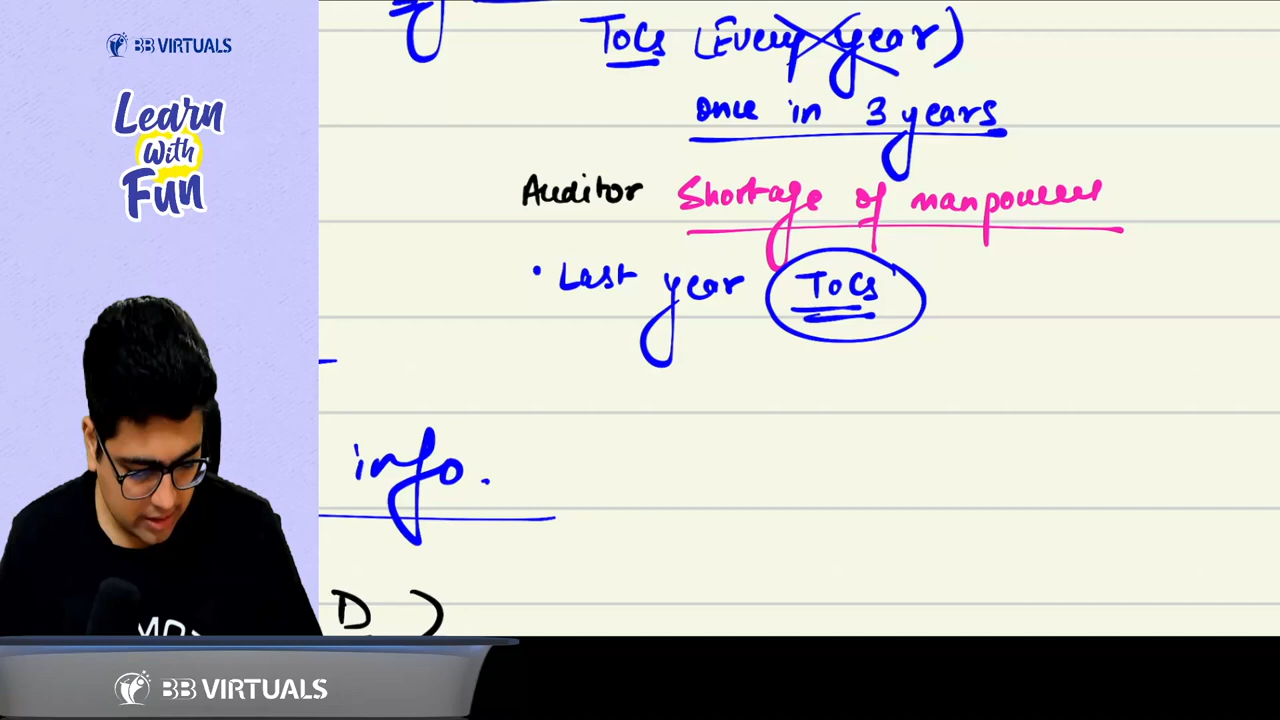 BB VIRTUALS
Learn
With
Fun
TOCs (Every year)
once in 3 years
Auditor Shortage of manpower
• Last year TOCs
info.
D )
BB VIRTUALS